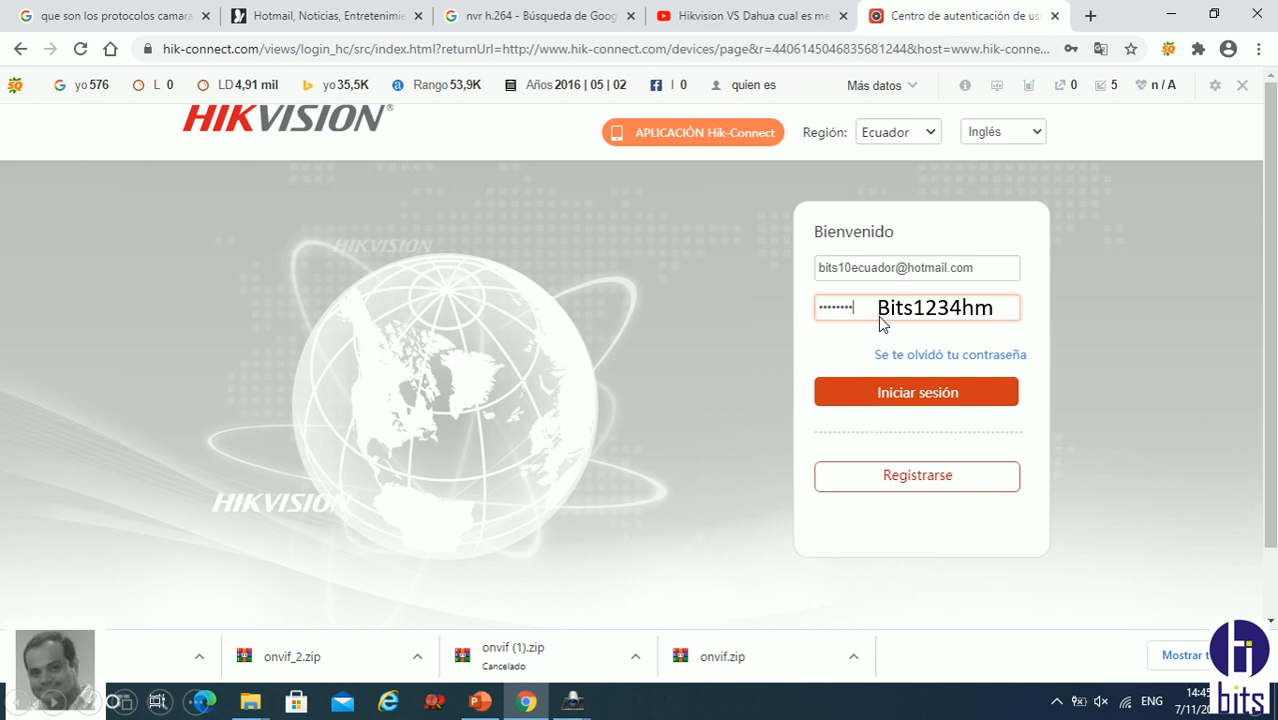 que son los protocolos camara
Hotmail, Noticias, Entretenimie
nvr h.264 - Búsqueda de Goog
Hikvision VS Dahua cual es me
Centro de autenticación de us
hik-connect.com/views/login_hc/src/index.html?returnUrl=http://www.hik-connect.com/devices/page&r=4406145046835681244&host=www.hik-conne...
yo 576
L 0
LD 4,91 mil
yo 35,5K
Rango 53,9K
Años 2016 | 05 | 02
I 0
quien es
Más datos
0
5
n / A
HIKVISION®
APLICACIÓN Hik-Connect
Región:
Ecuador
Inglés
HIKVISION
Bienvenido
bits10ecuador@hotmail.com
•••••••• Bits1234hm
Se te olvidó tu contraseña
Iniciar sesión
Registrarse
HIKVISION
onvif_2.zip
onvif (1).zip
Cancelado
onvif.zip
Mostrar t
hi
bits
ENG
14:45
7/11/20